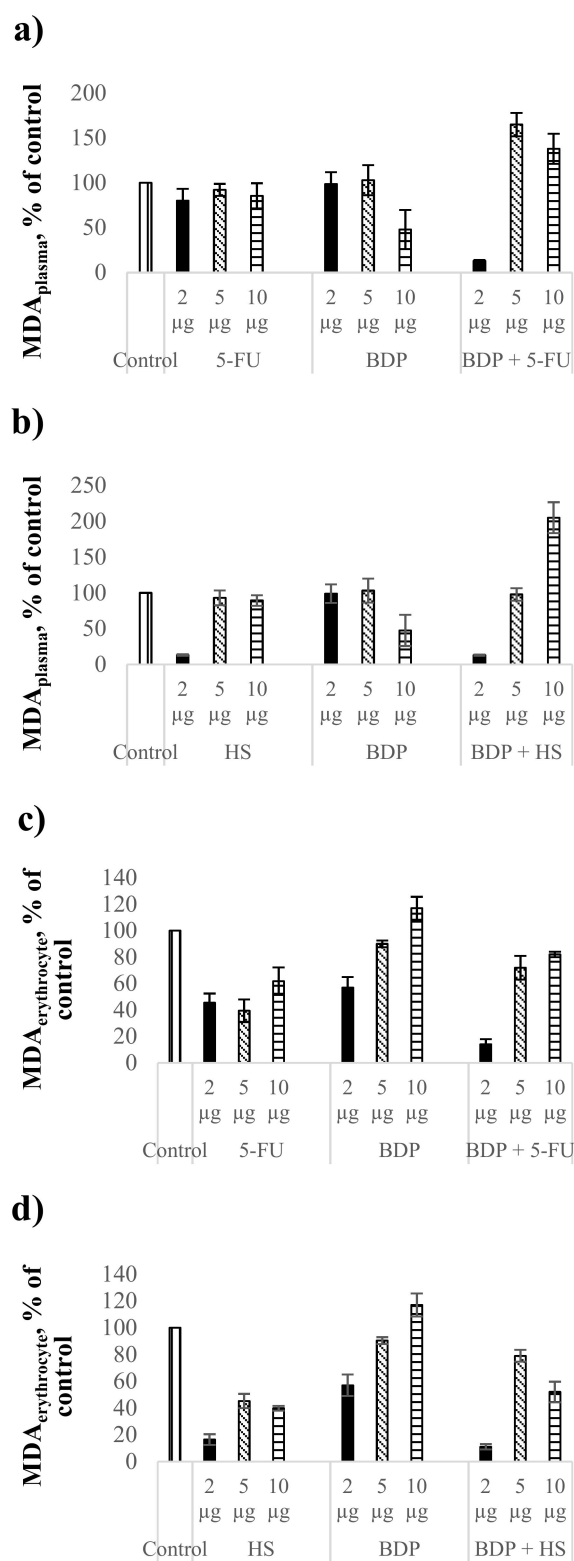 a)
MDAplasma, % of control
200
150
100
50
0
2 5 10 2 5 10 2 5 10
µg µg µg µg µg µg µg µg µg
Control 5-FU BDP BDP + 5-FU
b)
MDAplasma, % of control
250
200
150
100
50
0
2 5 10 2 5 10 2 5 10
µg µg µg µg µg µg µg µg µg
Control HS BDP BDP + HS
c)
MDAerythrocyte, % of
control
140
120
100
80
60
40
20
0
2 5 10 2 5 10 2 5 10
µg µg µg µg µg µg µg µg µg
Control 5-FU BDP BDP + 5-FU
d)
MDAerythrocyte, % of
control
140
120
100
80
60
40
20
0
2 5 10 2 5 10 2 5 10
µg µg µg µg µg µg µg µg µg
Control HS BDP BDP + HS